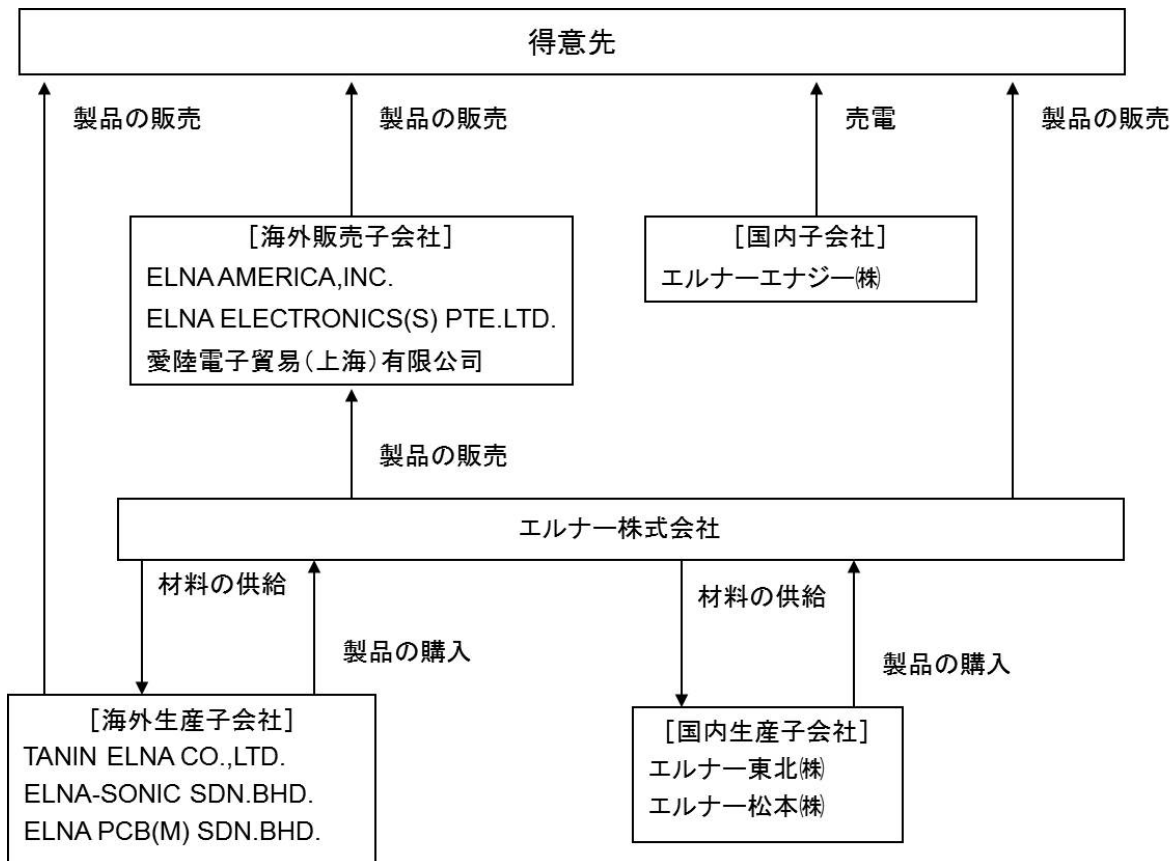 得意先
製品の販売
製品の販売
売電
製品の販売
［海外販売子会社］
ELNA AMERICA,INC.
ELNA ELECTRONICS(S) PTE.LTD.
愛陸電子貿易（上海）有限公司
［国内子会社］
エルナーエナジー㈱
製品の販売
エルナー株式会社
材料の供給
製品の購入
材料の供給
製品の購入
［海外生産子会社］
TANIN ELNA CO.,LTD.
ELNA-SONIC SDN.BHD.
ELNA PCB(M) SDN.BHD.
［国内生産子会社］
エルナー東北㈱
エルナー松本㈱